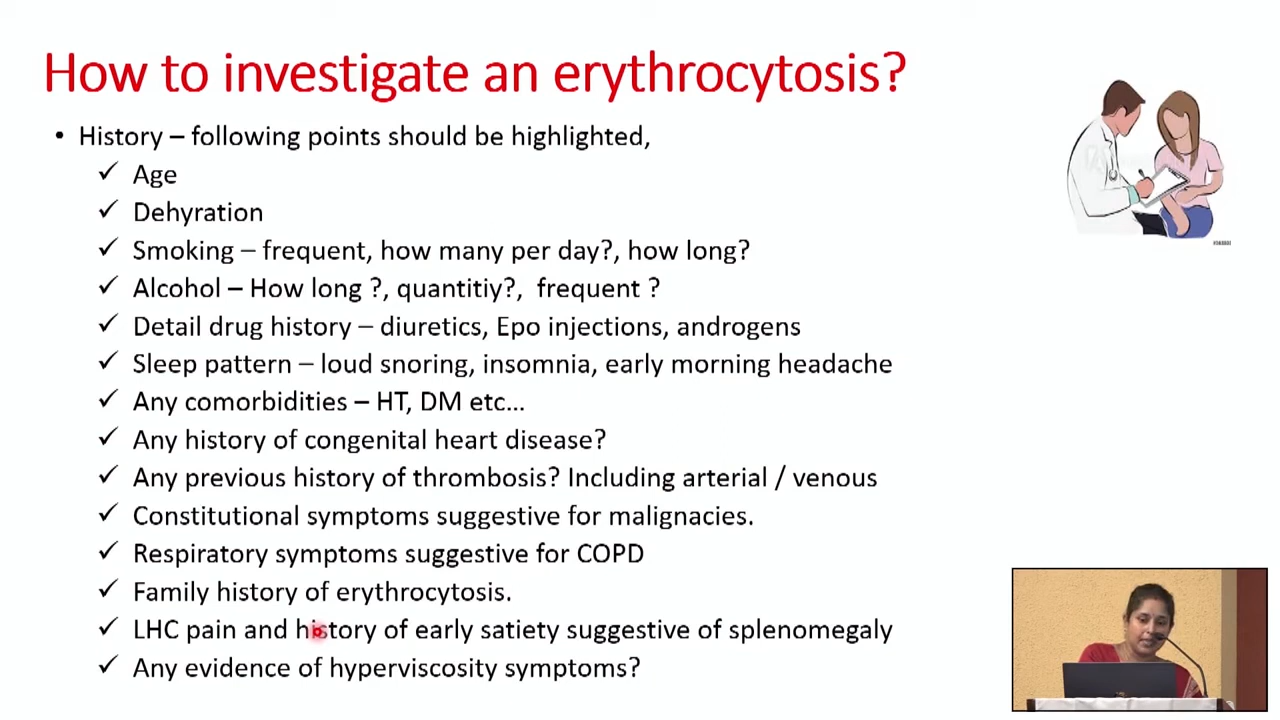 How to investigate an erythrocytosis?
• History – following points should be highlighted,
✓ Age
✓ Dehyration
✓ Smoking – frequent, how many per day?, how long?
✓ Alcohol – How long ?, quantitiy?, frequent ?
✓ Detail drug history – diuretics, Epo injections, androgens
✓ Sleep pattern – loud snoring, insomnia, early morning headache
✓ Any comorbidities – HT, DM etc...
✓ Any history of congenital heart disease?
✓ Any previous history of thrombosis? Including arterial / venous
✓ Constitutional symptoms suggestive for malignacies.
✓ Respiratory symptoms suggestive for COPD
✓ Family history of erythrocytosis.
✓ LHC pain and history of early satiety suggestive of splenomegaly
✓ Any evidence of hyperviscosity symptoms?